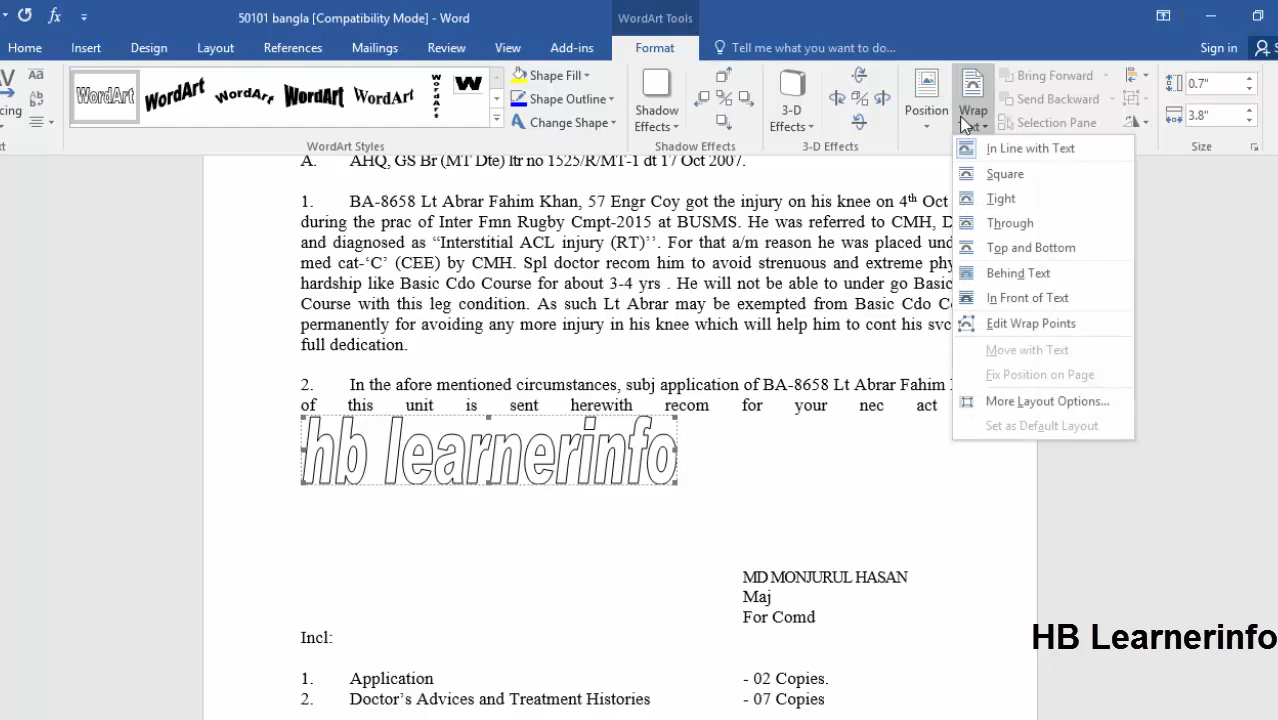 50101 bangla [Compatibility Mode] - Word
WordArt Tools
Home Insert Design Layout References Mailings Review View Add-ins Format Tell me what you want to do... Sign in
WordArt WordArt WordArt WordArt WordArt WordArt W
Shape Fill
Shape Outline
Change Shape
Shadow Effects
3-D Effects
Position
Wrap Text
Bring Forward
Send Backward
Selection Pane
0.7"
3.8"
WordArt Styles Shadow Effects 3-D Effects Size
In Line with Text
Square
Tight
Through
Top and Bottom
Behind Text
In Front of Text
Edit Wrap Points
Move with Text
Fix Position on Page
More Layout Options...
Set as Default Layout
A. AHQ, GS Br (MT Dte) ltr no 1525/R/MT-1 dt 17 Oct 2007.
1. BA-8658 Lt Abrar Fahim Khan, 57 Engr Coy got the injury on his knee on 4th Oct
during the prac of Inter Fmn Rugby Cmpt-2015 at BUSMS. He was referred to CMH,
and diagnosed as “Interstitial ACL injury (RT)’’. For that a/m reason he was placed
med cat-‘C’ (CEE) by CMH. Spl doctor recom him to avoid strenuous and extreme
hardship like Basic Cdo Course for about 3-4 yrs . He will not be able to under go
Course with this leg condition. As such Lt Abrar may be exempted from Basic Cdo
permanently for avoiding any more injury in his knee which will help him to cont his
full dedication.
2. In the afore mentioned circumstances, subj application of BA-8658 Lt Abrar Fahim
of this unit is sent herewith recom for your nec act
hb learnerinfo
MD MONJURUL HASAN
Maj
For Comd
Incl:
1. Application - 02 Copies.
2. Doctor’s Advices and Treatment Histories - 07 Copies
HB Learnerinfo